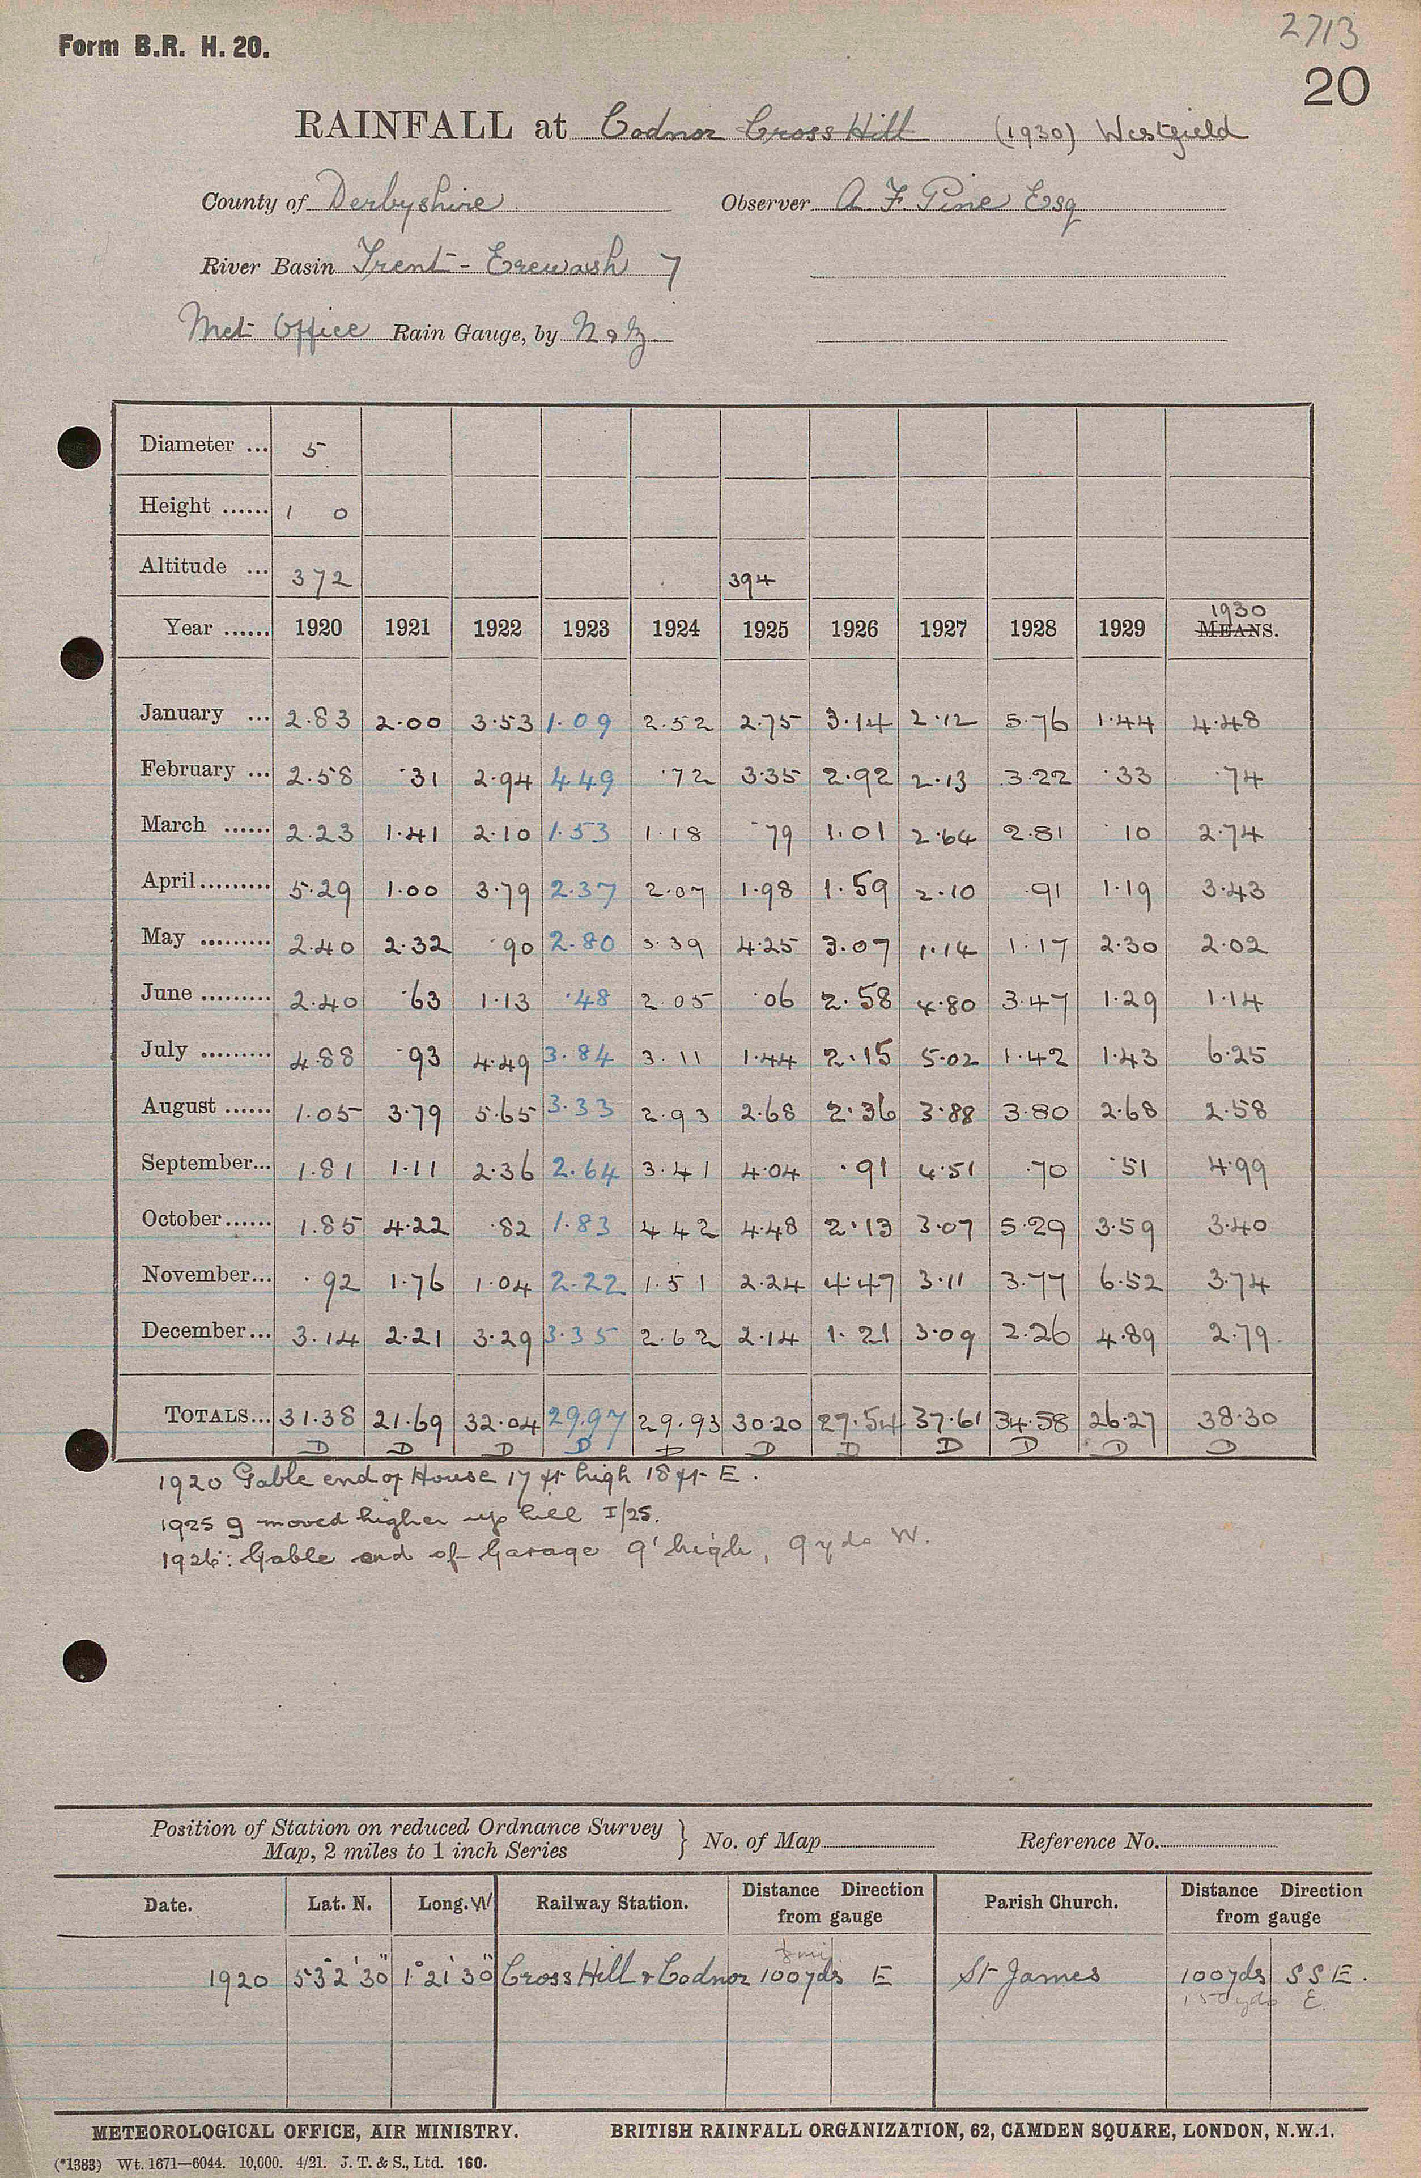 2713
Form B.R. H. 20.
20
RAINFALL at Codnor Cross Hill (1930) Westfield
County of Derbyshire Observer A. F. Pine Esq
River Basin Trent - Erewash 7
Met Office Rain Gauge, by N & Z
Diameter ... 5
Height ...... 1 0
Altitude ... 372 394
1930
Year ...... 1920 1921 1922 1923 1924 1925 1926 1927 1928 1929 MEANS.
January ... 2.83 2.00 3.53 1.09 2.52 2.75 3.14 2.12 5.76 1.44 4.48
February ... 2.58 .31 2.94 4.49 .72 3.35 2.92 2.13 3.22 .33 .74
March ...... 2.23 1.41 2.10 1.53 1.18 .79 1.01 2.64 2.81 .10 2.74
April......... 5.29 1.00 3.79 2.37 2.07 1.98 1.59 2.10 .91 1.19 3.43
May ......... 2.40 2.32 .90 2.80 3.39 4.25 3.07 1.14 1.17 2.30 2.02
June ......... 2.40 .63 1.13 .48 2.05 .06 2.58 4.80 3.47 1.29 1.14
July ......... 4.88 .93 4.49 3.84 3.11 1.44 2.15 5.02 1.42 1.43 6.25
August ...... 1.05 3.79 5.65 3.33 2.93 2.68 2.36 3.88 3.80 2.68 2.58
September... 1.81 1.11 2.36 2.64 3.41 4.04 .91 4.51 .70 .51 4.99
October...... 1.85 4.22 .82 1.83 4.42 4.48 2.13 3.07 5.29 3.59 3.40
November... .92 1.76 1.04 2.22 1.51 2.24 4.47 3.11 3.77 6.52 3.74
December... 3.14 2.21 3.29 3.35 2.62 2.14 1.21 3.09 2.26 4.89 2.79
TOTALS... 31.38 21.69 32.04 29.97 29.93 30.20 27.54 37.61 34.58 26.27 38.30
D D D D D D D D D D D
1920 Gable end of House 17 ft high 18 ft E.
1925 g moved higher up hill I/25.
1926: Gable end of Garage 9' high, 9 yds W.
Position of Station on reduced Ordnance Survey
Map, 2 miles to 1 inch Series } No. of Map Reference No.
Date. Lat. N. Long. W Railway Station. Distance Direction from gauge Parish Church. Distance Direction from gauge
1920 53° 2' 30" 1° 21' 30" Cross Hill & Codnor 100yds E St James 100yds S S E.
150yds E.
METEOROLOGICAL OFFICE, AIR MINISTRY. BRITISH RAINFALL ORGANIZATION, 62, CAMDEN SQUARE, LONDON, N.W.1.
(*1383) Wt. 1671—6044. 10,000. 4/21. J. T. & S., Ltd. 160.